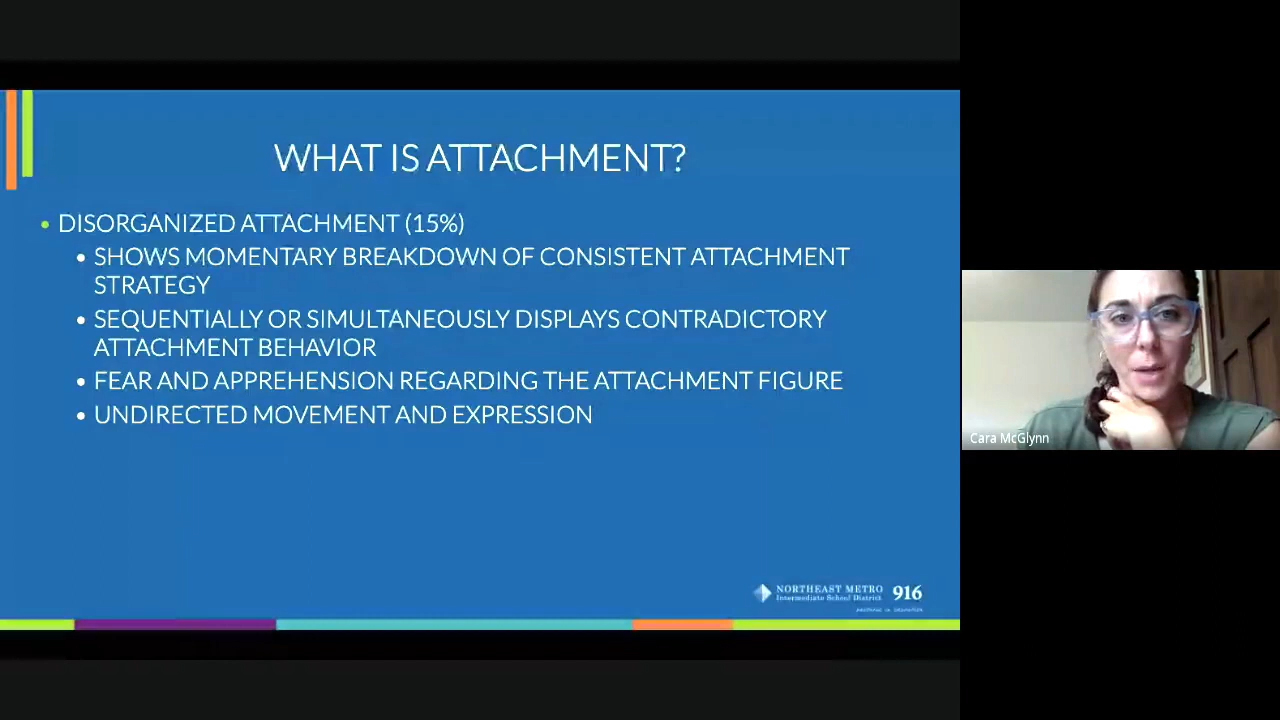 WHAT IS ATTACHMENT?
• DISORGANIZED ATTACHMENT (15%)
• SHOWS MOMENTARY BREAKDOWN OF CONSISTENT ATTACHMENT
STRATEGY
• SEQUENTIALLY OR SIMULTANEOUSLY DISPLAYS CONTRADICTORY
ATTACHMENT BEHAVIOR
• FEAR AND APPREHENSION REGARDING THE ATTACHMENT FIGURE
• UNDIRECTED MOVEMENT AND EXPRESSION
Cara McGlynn
NORTHEAST METRO 916
Intermediate School District